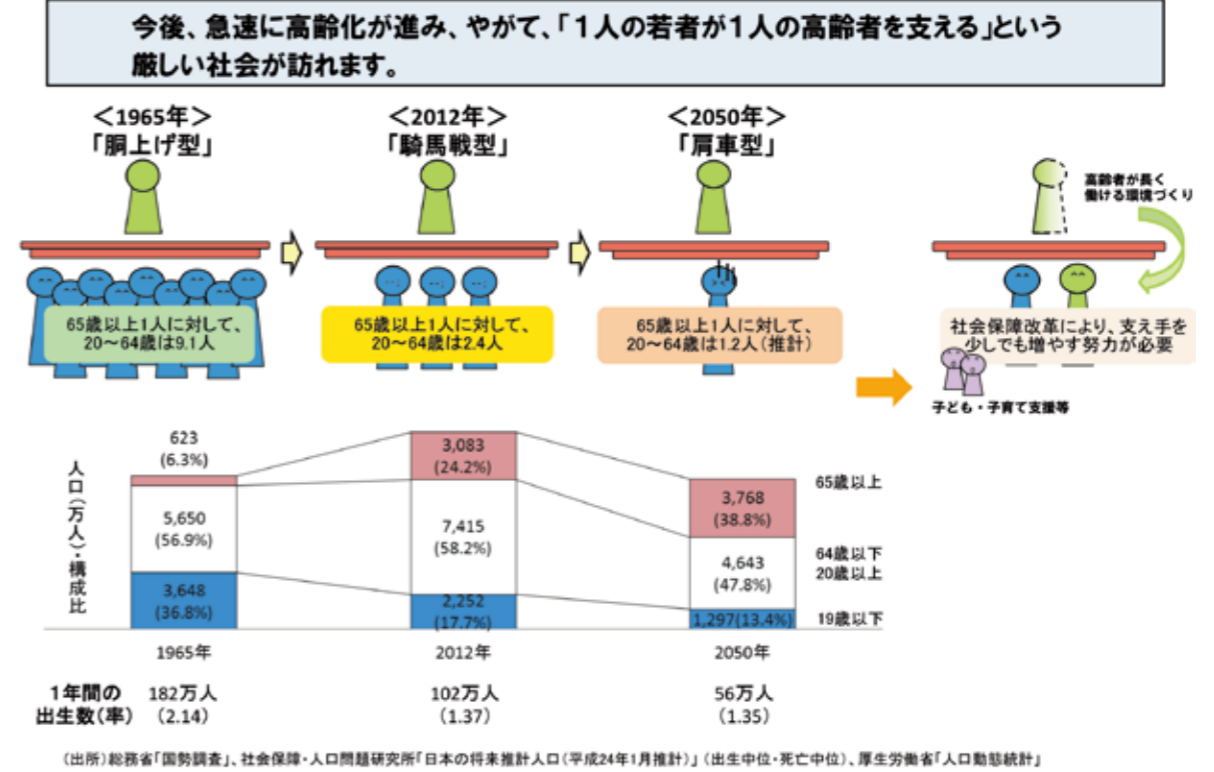 今後、急速に高齢化が進み、やがて、「１人の若者が１人の高齢者を支える」という
厳しい社会が訪れます。
＜1965年＞
「胴上げ型」
＜2012年＞
「騎馬戦型」
＜2050年＞
「肩車型」
高齢者が長く
働ける環境づくり
65歳以上1人に対して、
20～64歳は9.1人
65歳以上1人に対して、
20～64歳は2.4人
65歳以上1人に対して、
20～64歳は1.2人（推計）
社会保障改革により、支え手を
少しでも増やす努力が必要
子ども・子育て支援等
人口（万人）・構成比
623
(6.3%)
5,650
(56.9%)
3,648
(36.8%)
3,083
(24.2%)
7,415
(58.2%)
2,252
(17.7%)
3,768
(38.8%)
4,643
(47.8%)
1,297(13.4%)
65歳以上
64歳以下
20歳以上
19歳以下
1965年
2012年
2050年
１年間の
出生数（率）
182万人
（2.14）
102万人
（1.37）
56万人
（1.35）
（出所）総務省「国勢調査」、社会保障・人口問題研究所「日本の将来推計人口（平成24年1月推計）」（出生中位・死亡中位）、厚生労働省「人口動態統計」